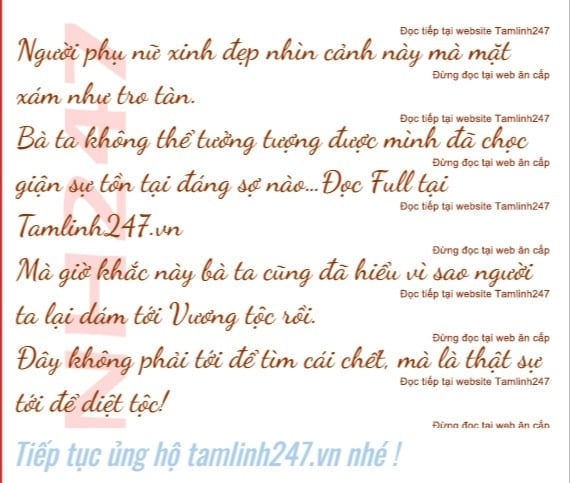 Đọc tiếp tại website Tamlinh247
Người phụ nữ xinh đẹp nhìn cảnh này mà mặt
Đừng đọc tại web ăn cắp
xám như tro tàn.
Đọc tiếp tại website Tamlinh247
Bà ta không thể tưởng tượng được mình đã chọc
Đừng đọc tại web ăn cắp
giận sự tồn tại đáng sợ nào...Đọc Full tại
Đọc tiếp tại website Tamlinh247
Tamlinh247.vn
Đừng đọc tại web ăn cắp
Mà giờ khắc này bà ta cũng đã hiểu vì sao người
Đọc tiếp tại website Tamlinh247
ta lại dám tới Vương tộc rồi.
Đừng đọc tại web ăn cắp
Đây không phải tới để tìm cái chết, mà là thật sự
Đọc tiếp tại website Tamlinh247
tới để diệt tộc!
Đừng đọc tại web ăn cắp
NH247
Tiếp tục ủng hộ tamlinh247.vn nhé !